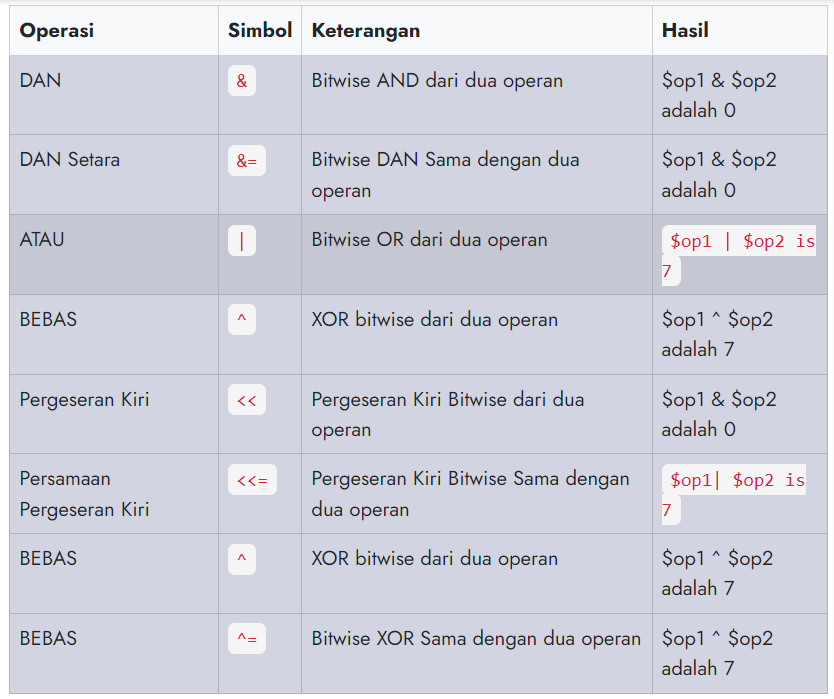 Operasi Simbol Keterangan Hasil
DAN & Bitwise AND dari dua operan $op1 & $op2
adalah 0
DAN Setara &= Bitwise DAN Sama dengan dua $op1 & $op2
operan adalah 0
ATAU | Bitwise OR dari dua operan $op1 | $op2 is
7
BEBAS ^ XOR bitwise dari dua operan $op1 ^ $op2
adalah 7
Pergeseran Kiri << Pergeseran Kiri Bitwise dari dua $op1 & $op2
operan adalah 0
Persamaan <<= Pergeseran Kiri Bitwise Sama dengan $op1| $op2 is
Pergeseran Kiri dua operan 7
BEBAS ^ XOR bitwise dari dua operan $op1 ^ $op2
adalah 7
BEBAS ^= Bitwise XOR Sama dengan dua operan $op1 ^ $op2
adalah 7